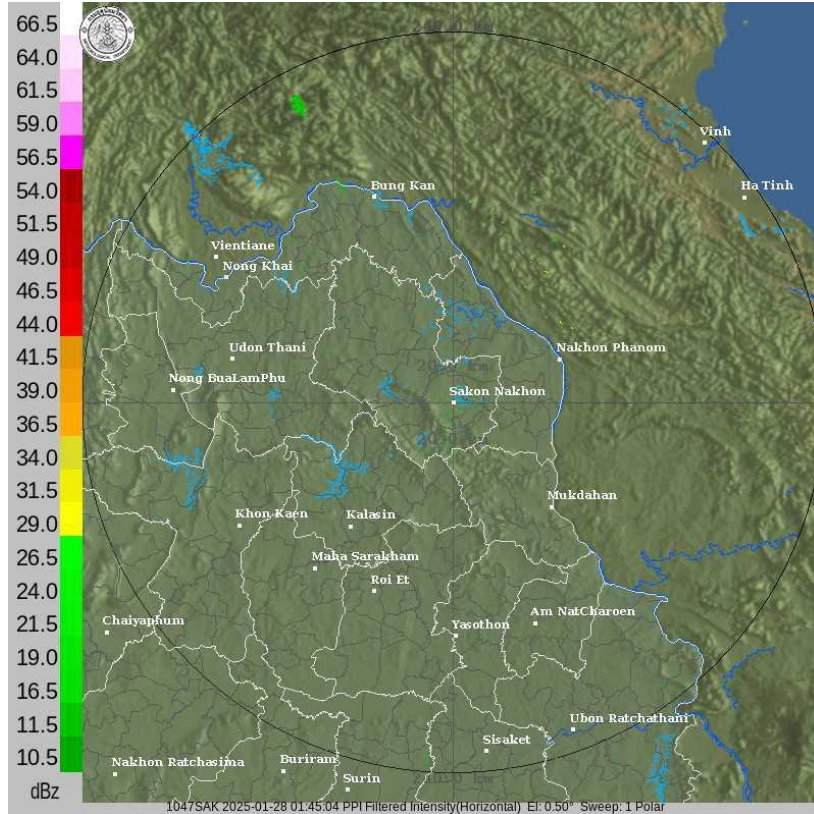 66.5
64.0
61.5
59.0
56.5
54.0
51.5
49.0
46.5
44.0
41.5
39.0
36.5
34.0
31.5
29.0
26.5
24.0
21.5
19.0
16.5
11.5
10.5
dBz
Vinh
Ha Tinh
Bung Kan
Vientiane
Nong Khai
Udon Thani
Nakhon Phanom
Nong BuaLamPhu
Sakon Nakhon
Mukdahan
Khon Kaen
Kalasin
Maha Sarakham
Roi Et
Chaiyaphum
Yasothon
Am NatCharoen
Ubon Ratchathani
Sisaket
Nakhon Ratchasima
Buriram
Surin
1047SAK 2025-01-28 01:45:04 PPI Filtered Intensity(Horizontal) El: 0.50° Sweep: 1 Polar